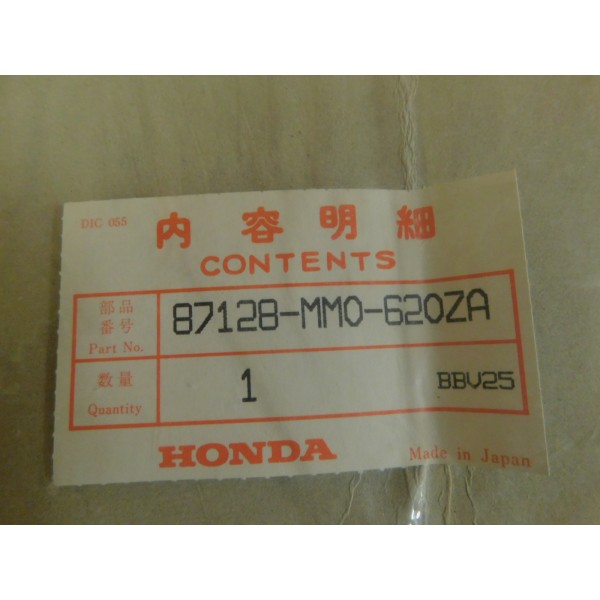 DIC 055
内容明細
CONTENTS
部品
番号
Part No.
87128-MM0-620ZA
数量
Quantity
1
BBV25
HONDA
Made in Japan